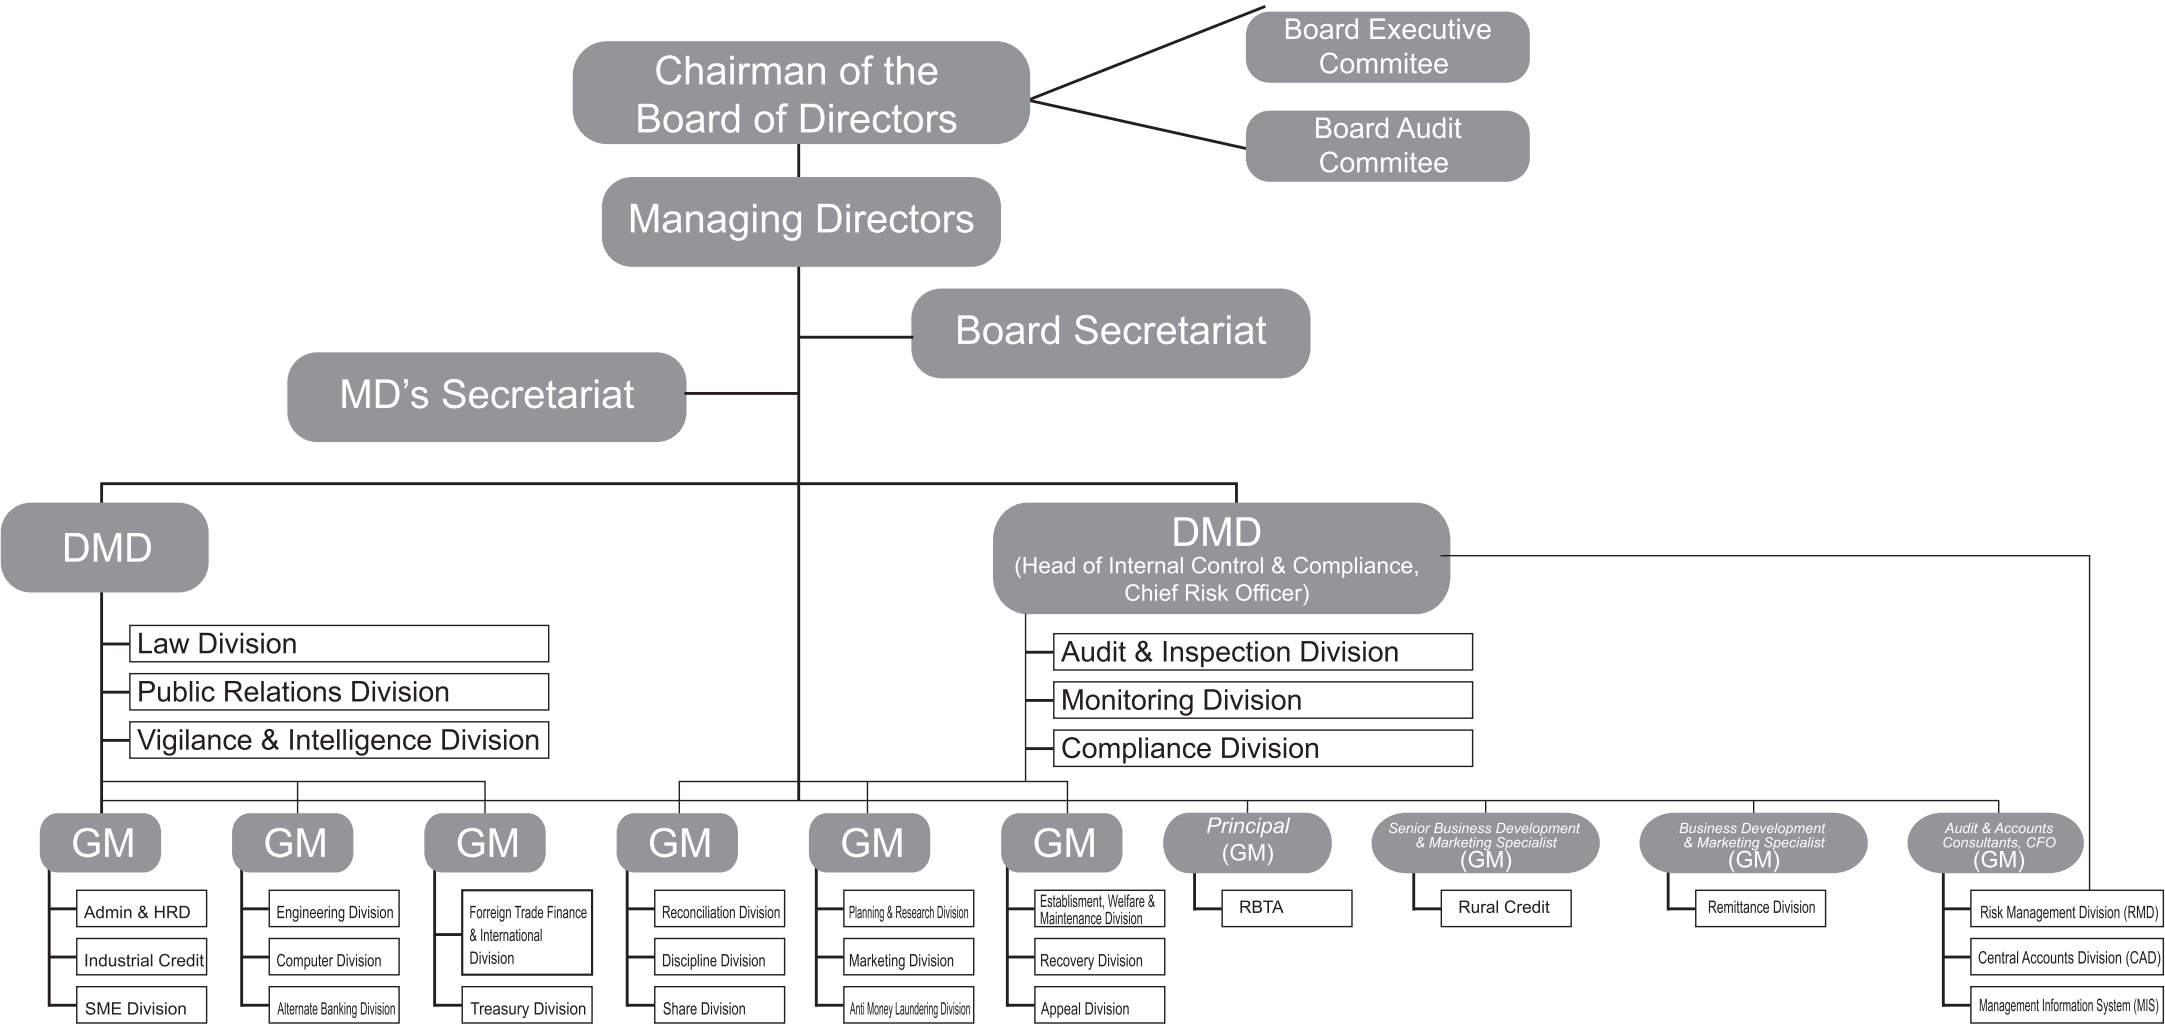 Board Executive
Commitee
Chairman of the
Board of Directors
Board Audit
Commitee
Managing Directors
Board Secretariat
MD’s Secretariat
DMD
DMD
(Head of Internal Control & Compliance,
Chief Risk Officer)
Law Division
Public Relations Division
Vigilance & Intelligence Division
Audit & Inspection Division
Monitoring Division
Compliance Division
GM
Admin & HRD
Industrial Credit
SME Division
GM
Engineering Division
Computer Division
Alternate Banking Division
GM
Forreign Trade Finance
& International
Division
Treasury Division
GM
Reconciliation Division
Discipline Division
Share Division
GM
Planning & Research Division
Marketing Division
Anti Money Laundering Division
GM
Establisment, Welfare &
Maintenance Division
Recovery Division
Appeal Division
Principal
(GM)
RBTA
Senior Business Development
& Marketing Specialist
(GM)
Rural Credit
Business Development
& Marketing Specialist
(GM)
Remittance Division
Audit & Accounts
Consultants, CFO
(GM)
Risk Management Division (RMD)
Central Accounts Division (CAD)
Management Information System (MIS)